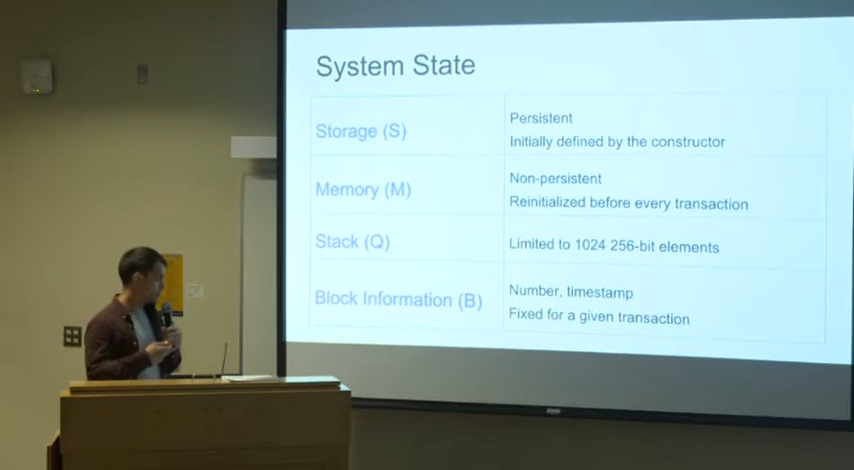 System State
Storage (S)
Persistent
Initially defined by the constructor
Memory (M)
Non-persistent
Reinitialized before every transaction
Stack (Q)
Limited to 1024 256-bit elements
Block Information (B)
Number, timestamp
Fixed for a given transaction